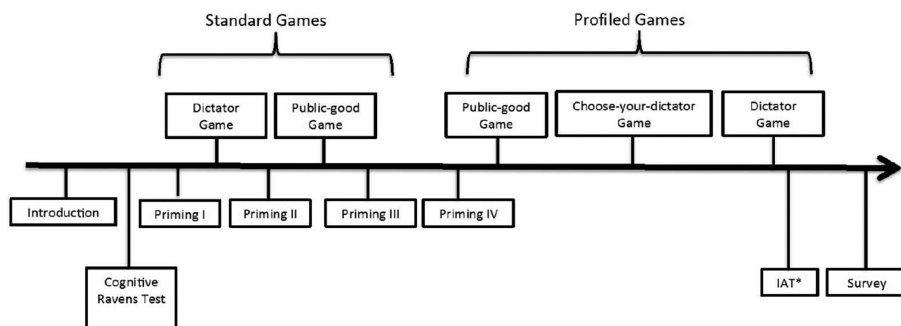 Standard Games
Profiled Games
Dictator
Game
Public-good
Game
Public-good
Game
Choose-your-dictator
Game
Dictator
Game
Introduction
Priming I
Priming II
Priming III
Priming IV
Cognitive
Ravens Test
IAT*
Survey